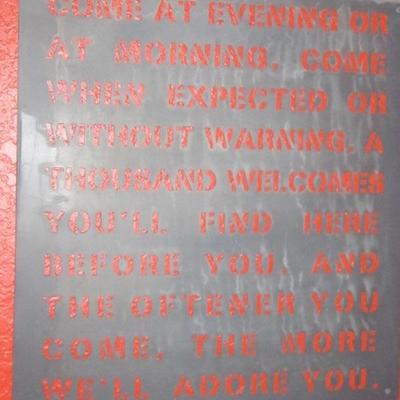 COME AT EVENING OR
AT MORNING, COME
WHEN EXPECTED OR
WITHOUT WARNING. A
THOUSAND WELCOMES
YOU'LL FIND HERE
BEFORE YOU. AND
THE OFTENER YOU
COME, THE MORE
WE'LL ADORE YOU.